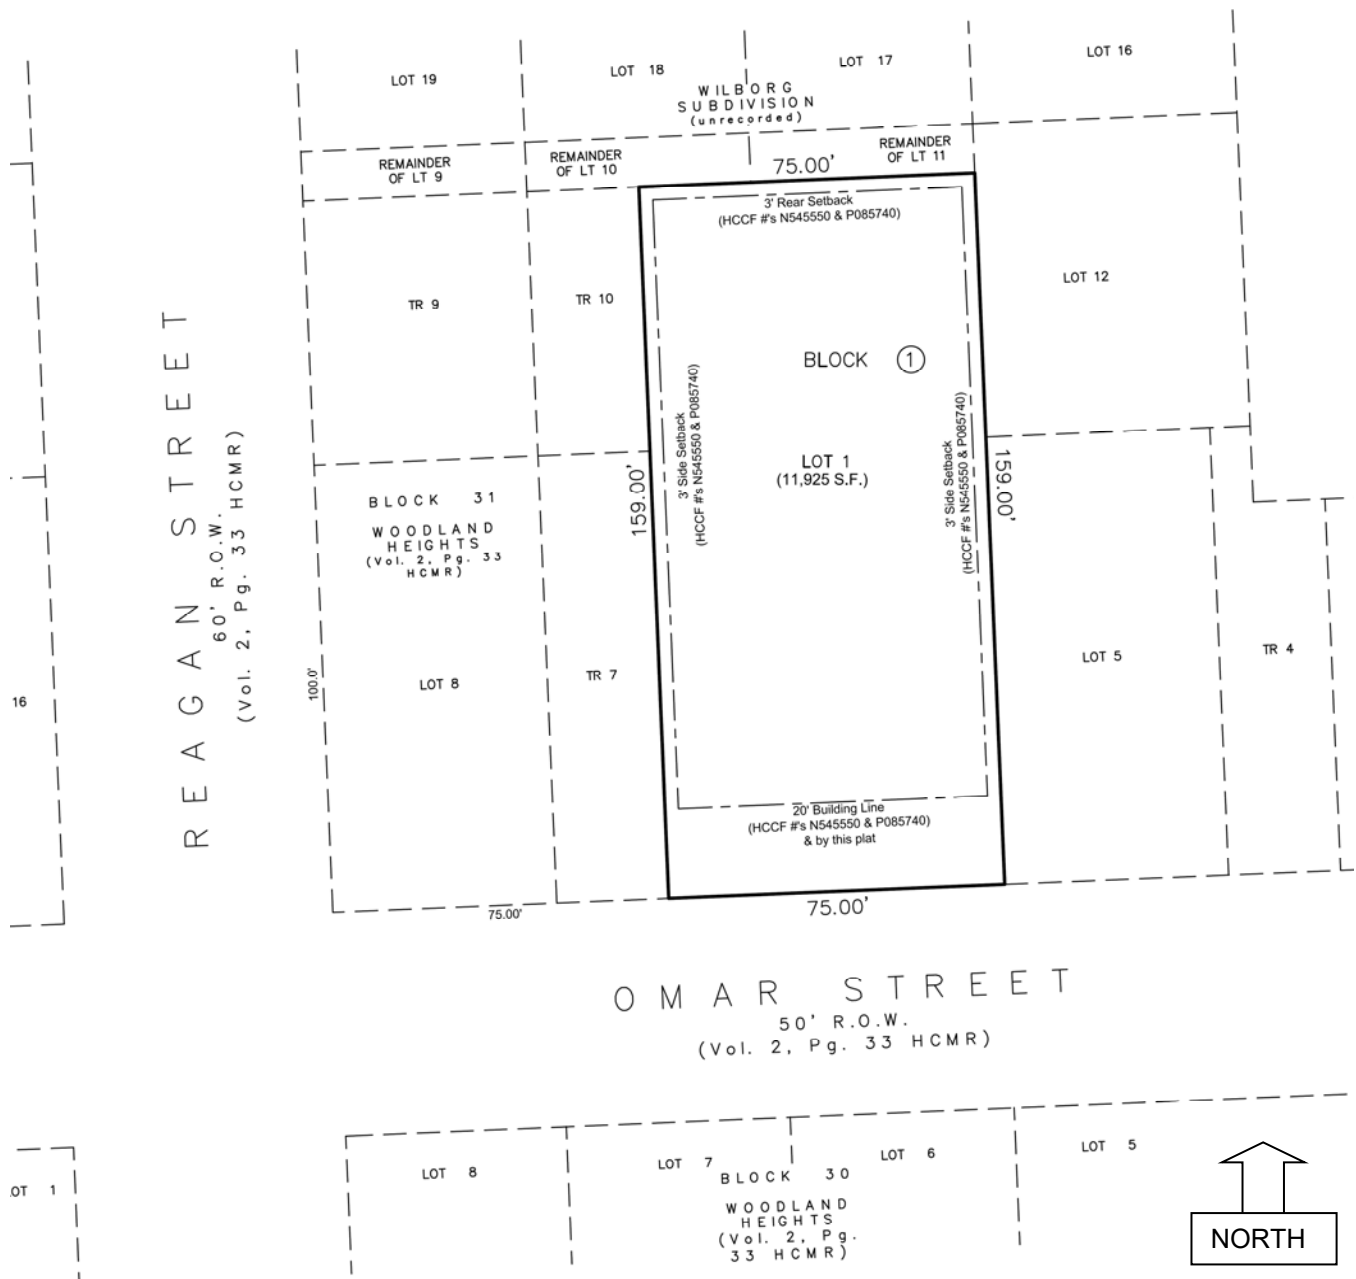 LOT 19
LOT 18
LOT 17
LOT 16
WILBORG
SUBDIVISION
(unrecorded)
REMAINDER
OF LT 9
REMAINDER
OF LT 10
REMAINDER
OF LT 11
75.00'
3' Rear Setback
(HCCF #'s N545550 & P085740)
TR 9
TR 10
LOT 12
BLOCK 1
3' Side Setback
(HCCF #'s N545550 & P085740)
LOT 1
(11,925 S.F.)
3' Side Setback
(HCCF #'s N545550 & P085740)
159.00'
159.00'
REAGAN STREET
60' R.O.W.
(Vol. 2, Pg. 33 HCMR)
BLOCK 31
WOODLAND
HEIGHTS
(Vol. 2, Pg. 33
HCMR)
100.0'
16
LOT 8
TR 7
LOT 5
TR 4
20' Building Line
(HCCF #'s N545550 & P085740)
& by this plat
75.00'
75.00'
OMAR STREET
50' R.O.W.
(Vol. 2, Pg. 33 HCMR)
OT 1
LOT 8
LOT 7
LOT 6
LOT 5
BLOCK 30
WOODLAND
HEIGHTS
(Vol. 2, Pg.
33 HCMR)
NORTH